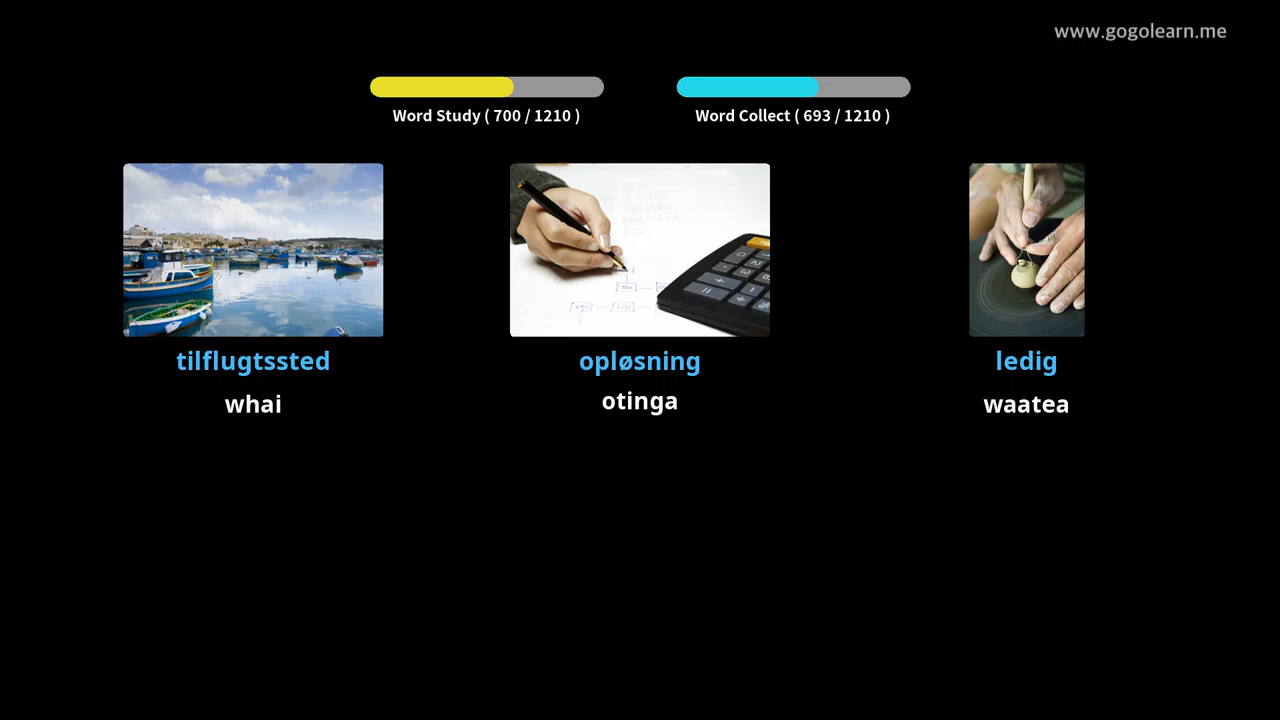 www.gogolearn.me
Word Study ( 700 / 1210 )
Word Collect ( 693 / 1210 )
tilflugtssted
whai
opløsning
otinga
ledig
waatea